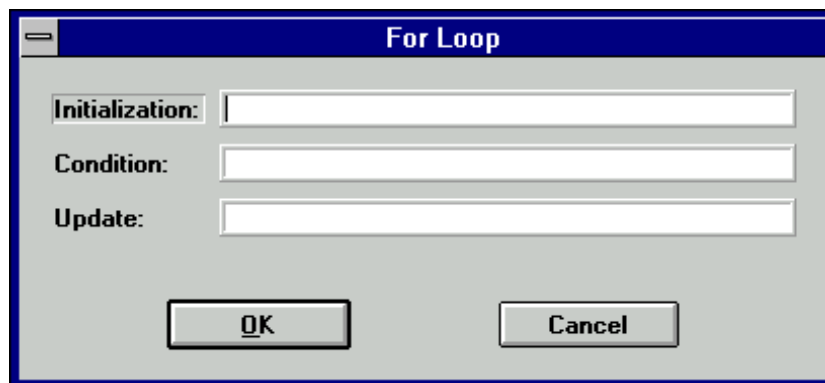 For Loop
Initialization:
Condition:
Update:
OK
Cancel